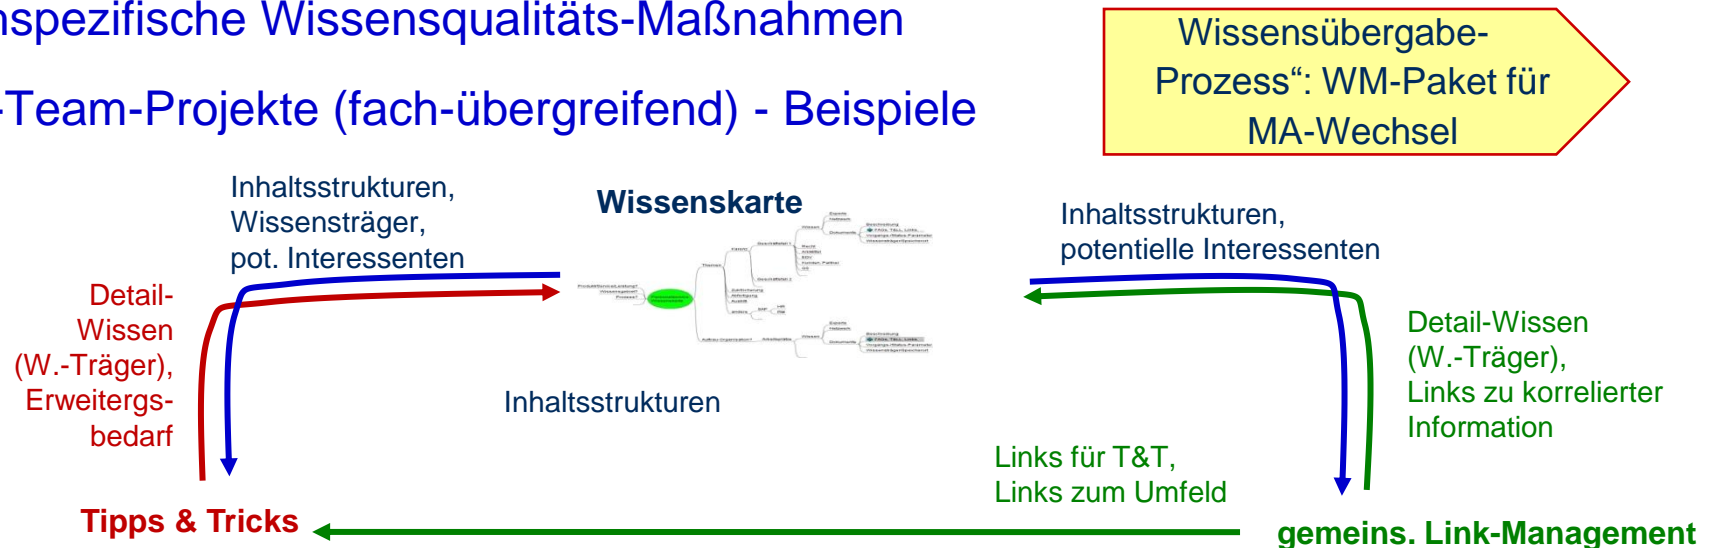 nspezifische Wissensqualitäts-Maßnahmen
-Team-Projekte (fach-übergreifend) - Beispiele
Wissensübergabe-
Prozess“: WM-Paket für
MA-Wechsel
Inhaltsstrukturen,
Wissensträger,
pot. Interessenten
Wissenskarte
Inhaltsstrukturen,
potentielle Interessenten
Detail-
Wissen
(W.-Träger),
Erweitergs-
bedarf
Inhaltsstrukturen
Detail-Wissen
(W.-Träger),
Links zu korrelierter
Information
Links für T&T,
Links zum Umfeld
Tipps & Tricks
gemeins. Link-Management